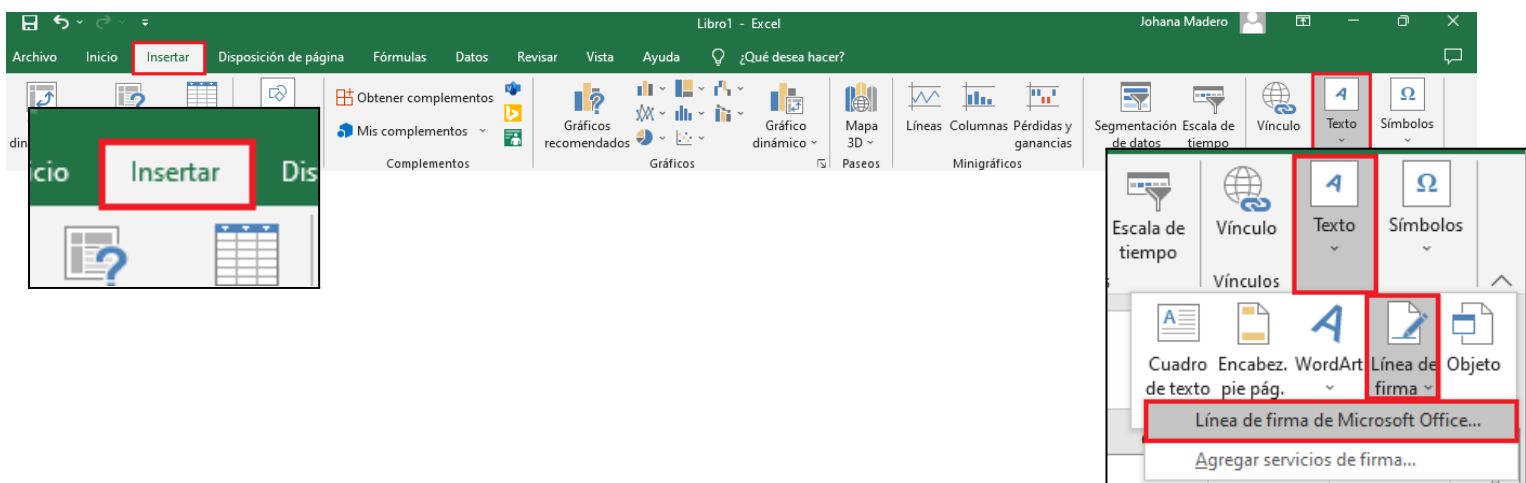 Libro1 - Excel
Johana Madero
Archivo Inicio Insertar Disposición de página Fórmulas Datos Revisar Vista Ayuda ¿Qué desea hacer?
Obtener complementos
Mis complementos
Complementos
Gráficos
recomendados
Gráfico
dinámico
Gráficos
Mapa
3D
Paseos
Líneas Columnas Pérdidas y
ganancias
Minigráficos
Segmentación Escala de
de datos tiempo
Vínculo
Texto
Símbolos
din
cio Insertar Dis
Escala de
tiempo
Vínculo
Vínculos
Texto
Símbolos
Cuadro
de texto
Encabez.
pie pág.
WordArt
Línea de
firma
Objeto
Línea de firma de Microsoft Office...
Agregar servicios de firma...